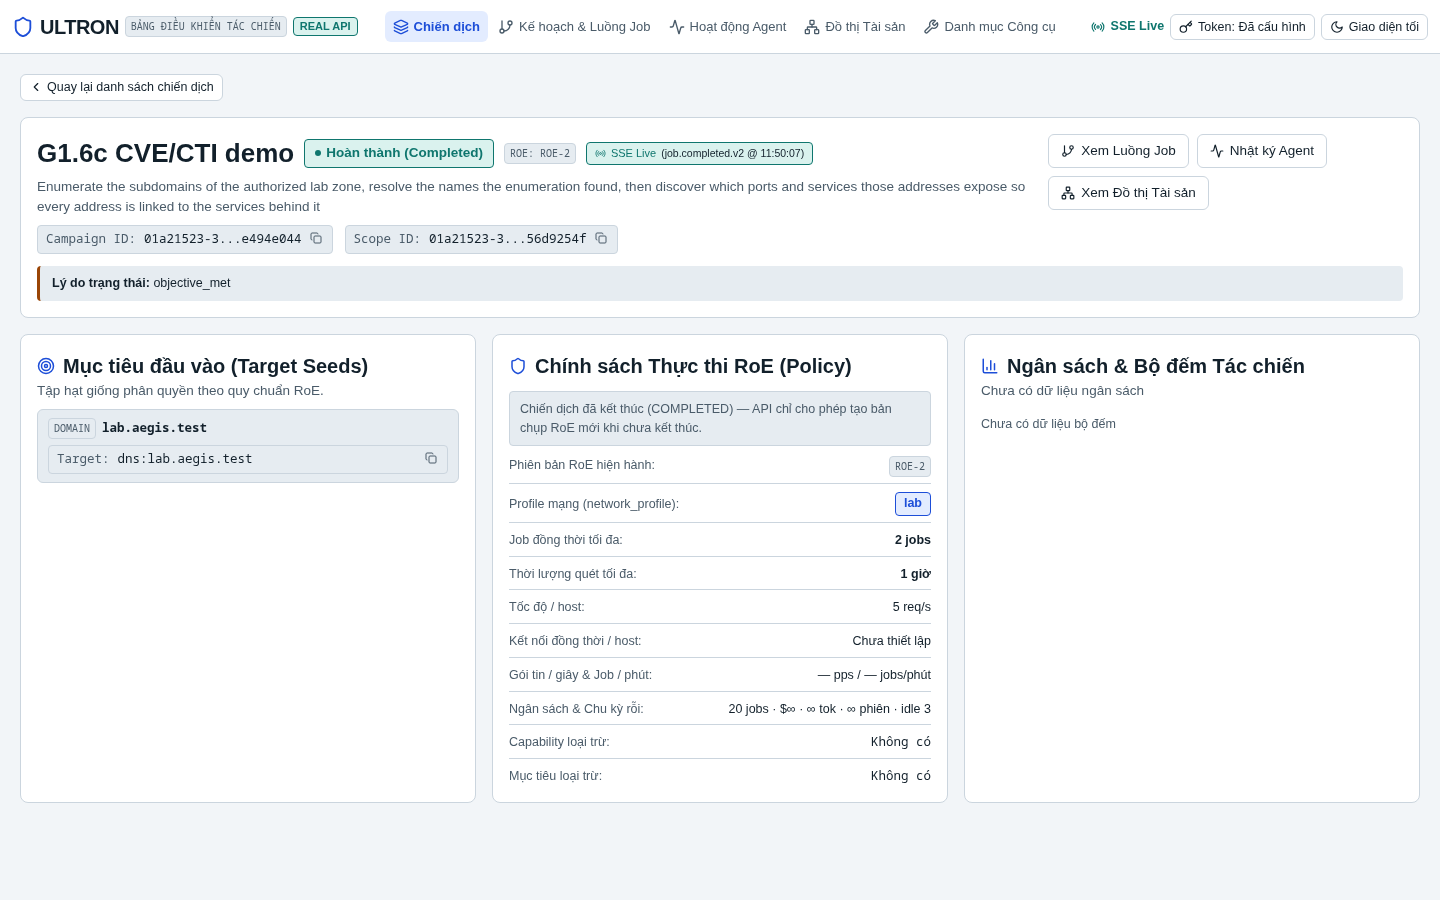 ULTRON BẢNG ĐIỀU KHIỂN TÁC CHIẾN REAL API Chiến dịch Kế hoạch & Luồng Job Hoạt động Agent Đồ thị Tài sản Danh mục Công cụ SSE Live Token: Đã cấu hình Giao diện tối
Quay lại danh sách chiến dịch
G1.6c CVE/CTI demo Hoàn thành (Completed) ROE: ROE-2 SSE Live (job.completed.v2 @ 11:50:07)
Xem Luồng Job Nhật ký Agent
Enumerate the subdomains of the authorized lab zone, resolve the names the enumeration found, then discover which ports and services those addresses expose so
every address is linked to the services behind it
Xem Đồ thị Tài sản
Campaign ID: 01a21523-3...e494e044 Scope ID: 01a21523-3...56d9254f
Lý do trạng thái: objective_met
Mục tiêu đầu vào (Target Seeds)
Tập hạt giống phân quyền theo quy chuẩn RoE.
DOMAIN lab.aegis.test
Target: dns:lab.aegis.test
Chính sách Thực thi RoE (Policy)
Chiến dịch đã kết thúc (COMPLETED) — API chỉ cho phép tạo bản
chụp RoE mới khi chưa kết thúc.
Phiên bản RoE hiện hành: ROE-2
Profile mạng (network_profile): lab
Job đồng thời tối đa: 2 jobs
Thời lượng quét tối đa: 1 giờ
Tốc độ / host: 5 req/s
Kết nối đồng thời / host: Chưa thiết lập
Gói tin / giây & Job / phút: — pps / — jobs/phút
Ngân sách & Chu kỳ rỗi: 20 jobs · $∞ · ∞ tok · ∞ phiên · idle 3
Capability loại trừ: Không có
Mục tiêu loại trừ: Không có
Ngân sách & Bộ đếm Tác chiến
Chưa có dữ liệu ngân sách
Chưa có dữ liệu bộ đếm